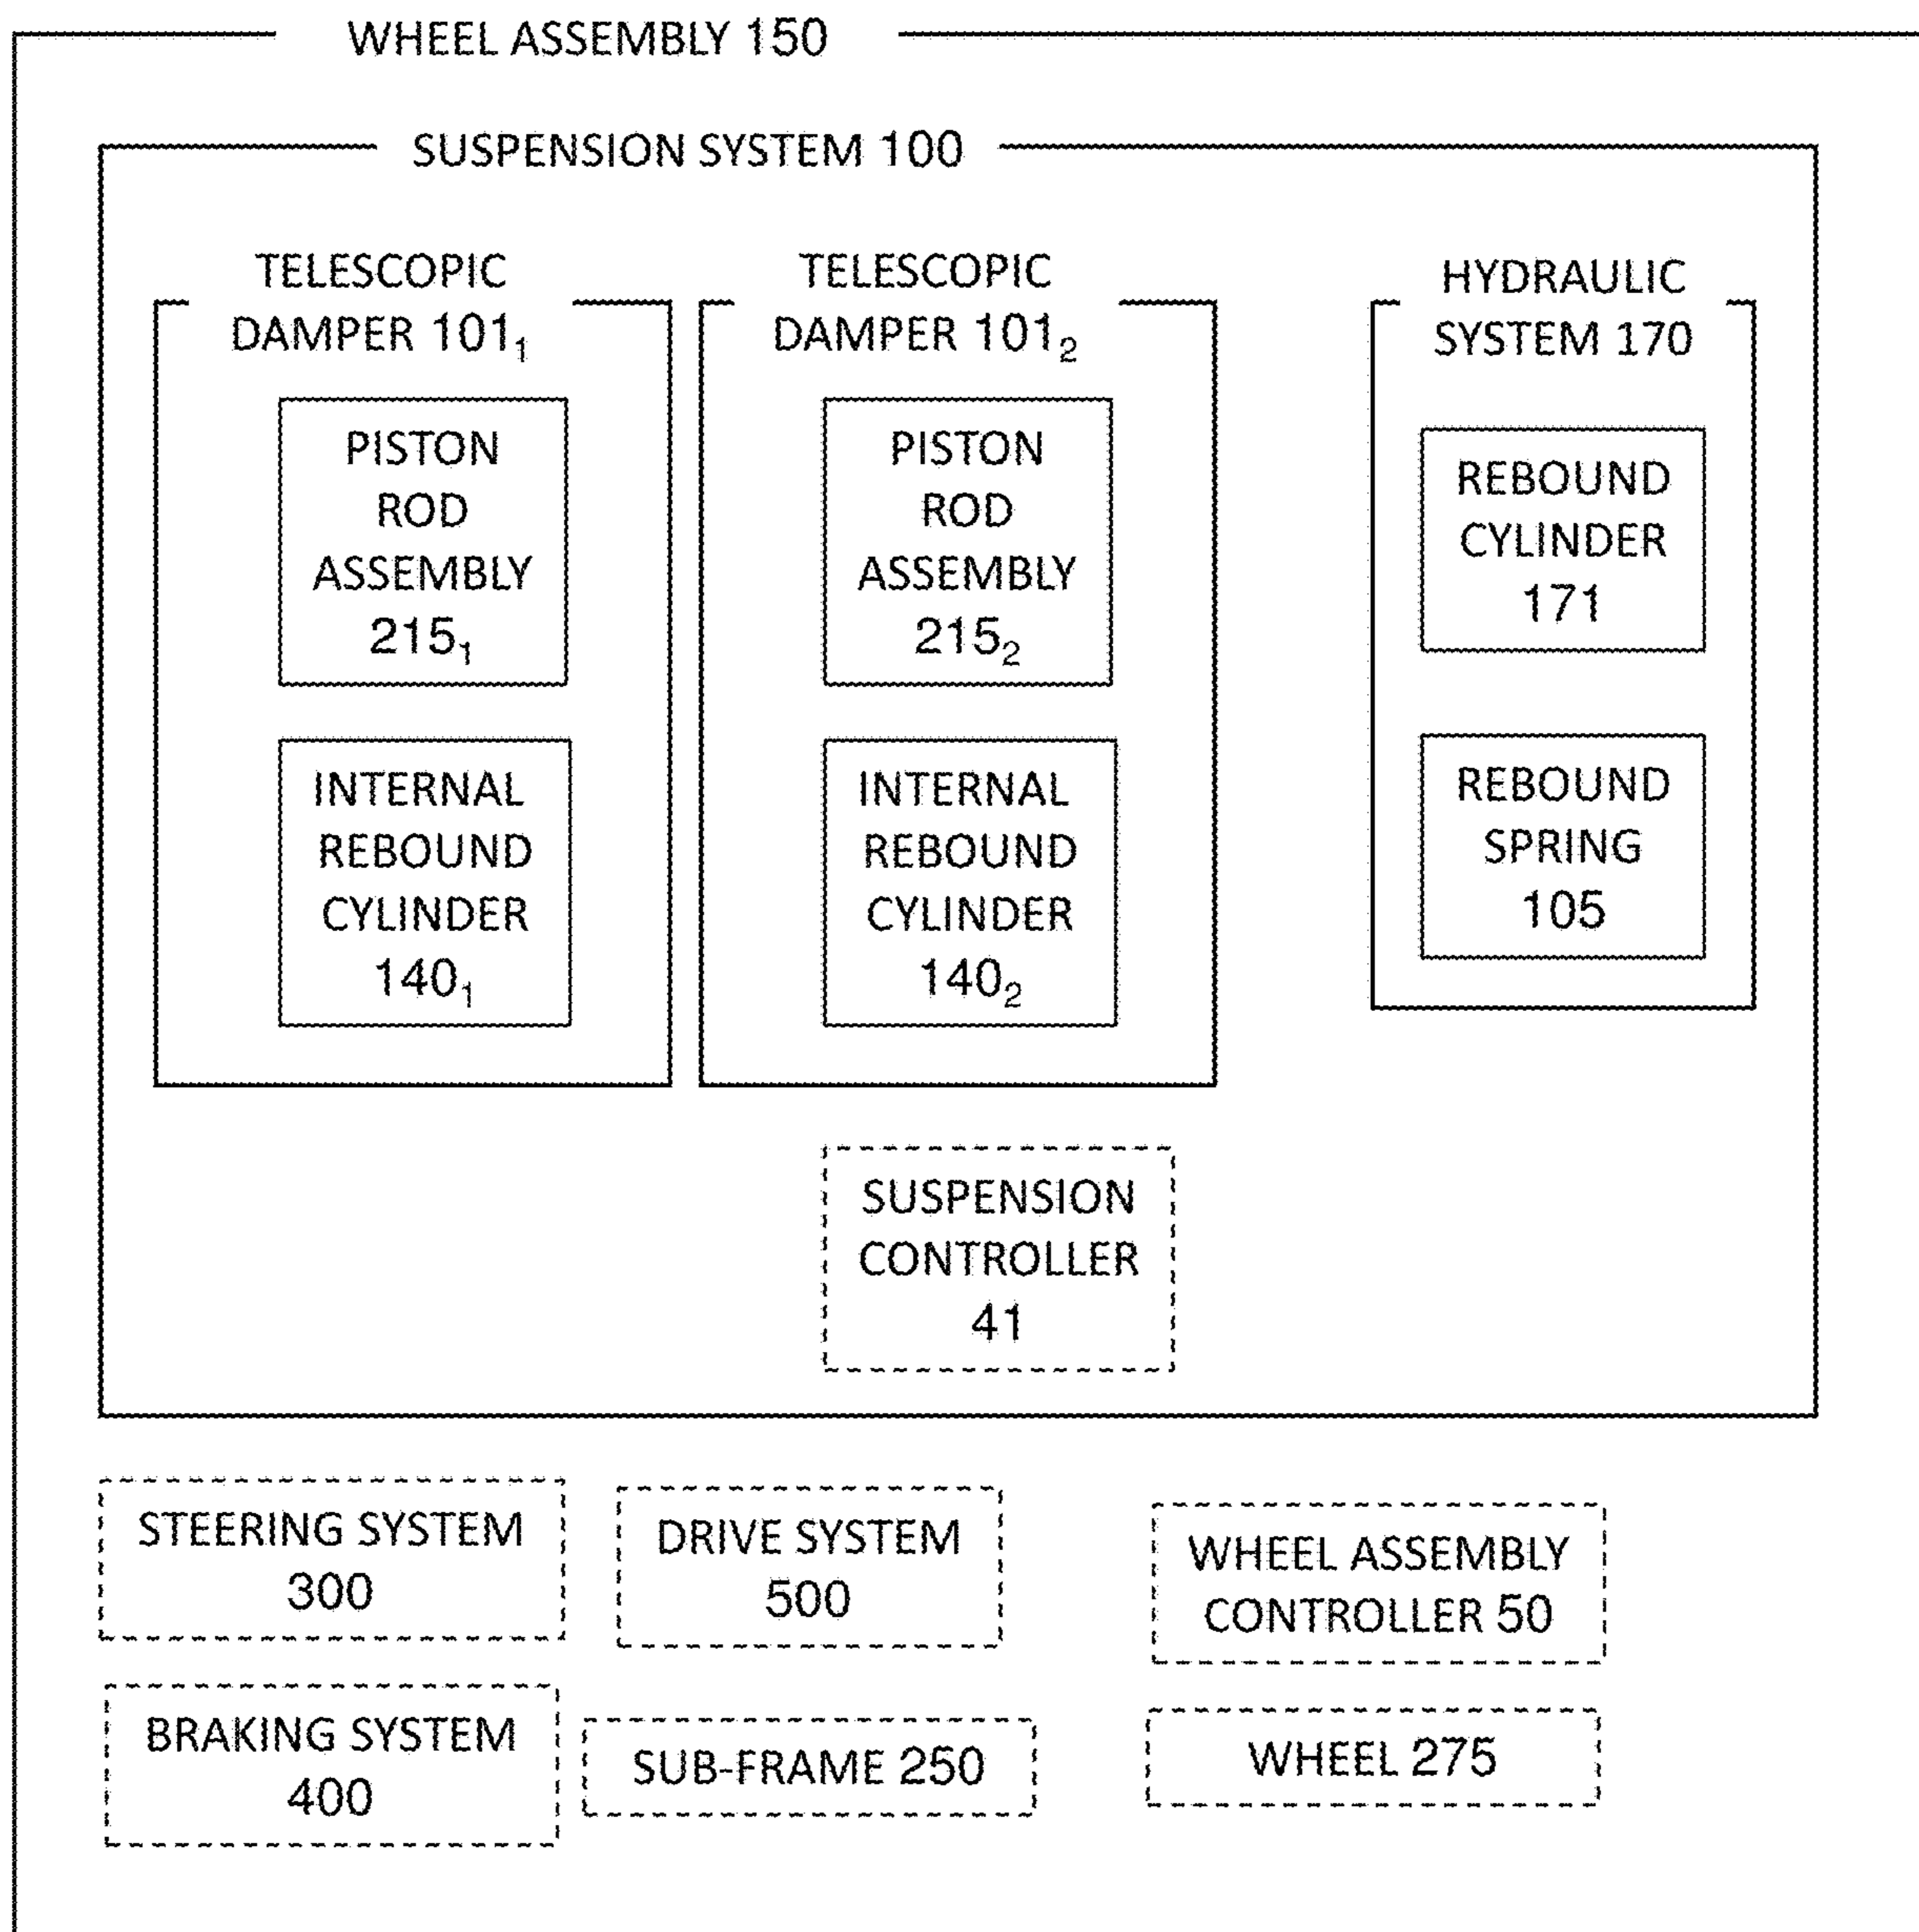 WHEEL ASSEMBLY 150
SUSPENSION SYSTEM 100
TELESCOPIC
DAMPER 101₁
PISTON
ROD
ASSEMBLY
215₁
INTERNAL
REBOUND
CYLINDER
140₁
TELESCOPIC
DAMPER 101₂
PISTON
ROD
ASSEMBLY
215₂
INTERNAL
REBOUND
CYLINDER
140₂
HYDRAULIC
SYSTEM 170
REBOUND
CYLINDER
171
REBOUND
SPRING
105
SUSPENSION
CONTROLLER
41
STEERING SYSTEM
300
DRIVE SYSTEM
500
WHEEL ASSEMBLY
CONTROLLER 50
BRAKING SYSTEM
400
SUB-FRAME 250
WHEEL 275